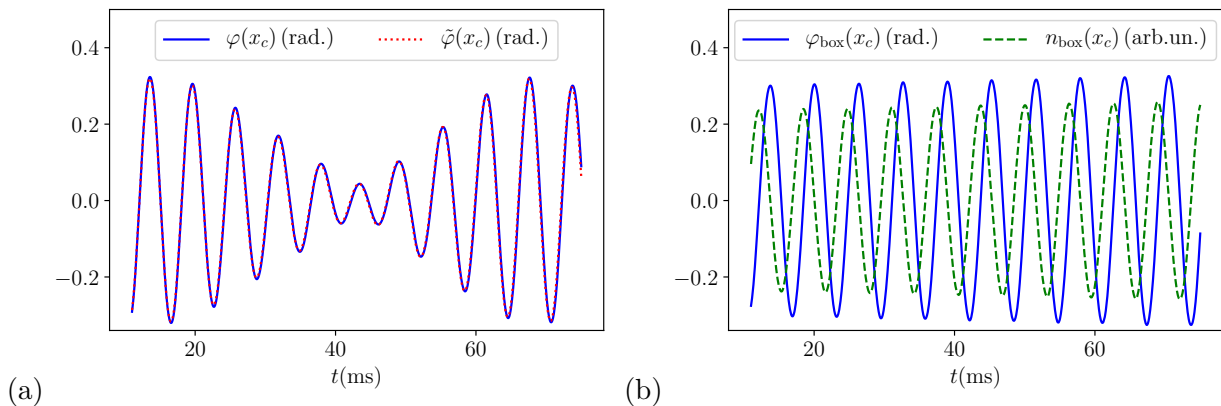 φ(x_c) (rad.) φ̃(x_c) (rad.)
0.4
0.2
0.0
−0.2
20 40 60
t(ms)
(a)
φ_box(x_c) (rad.) n_box(x_c) (arb.un.)
0.4
0.2
0.0
−0.2
20 40 60
t(ms)
(b)